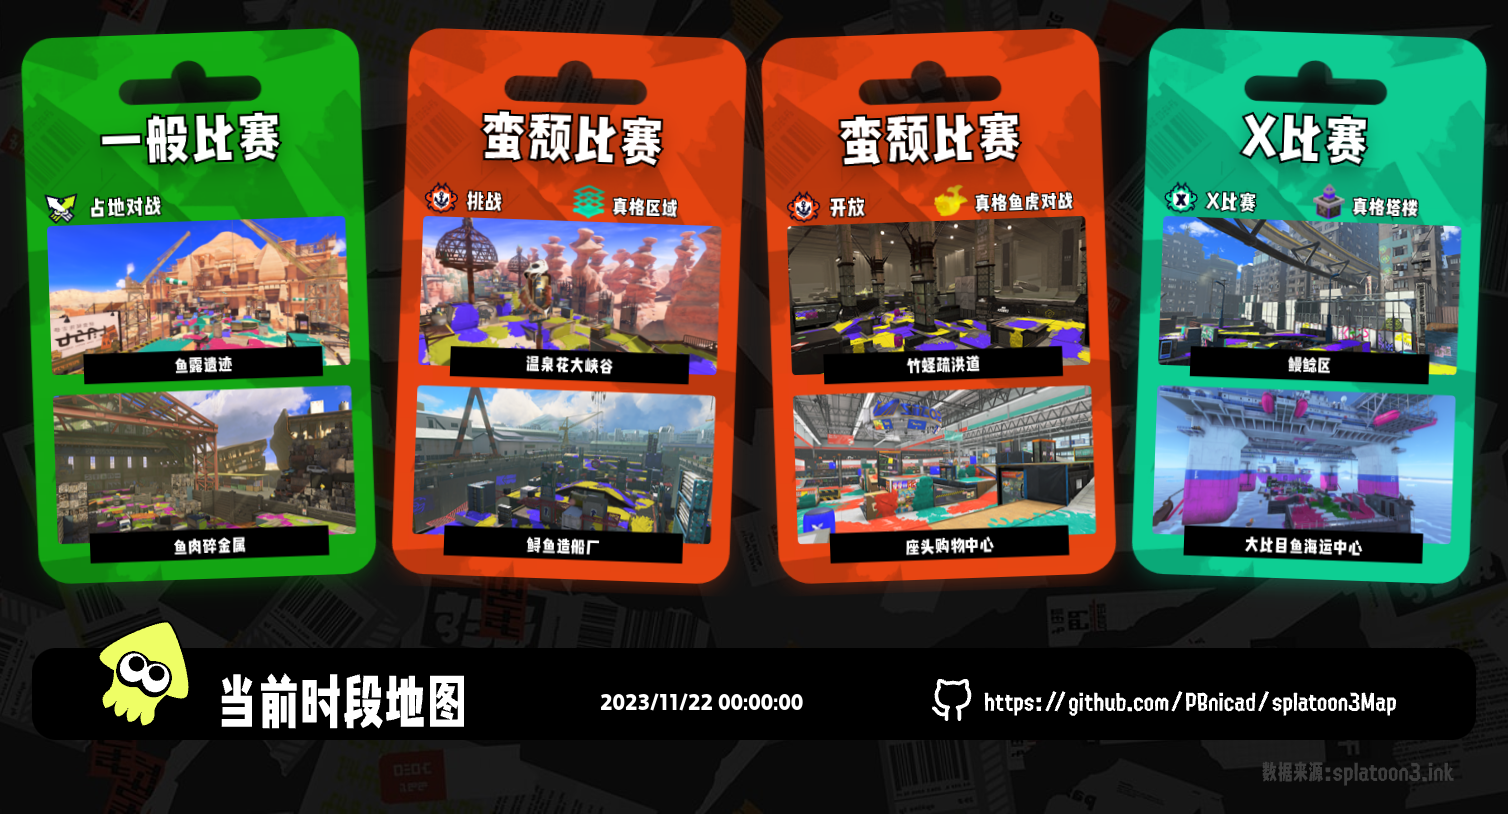 一般比赛
占地对战
鱼露遗迹
鱼肉碎金属
蛮颓比赛
挑战
真格区域
温泉花大峡谷
鲟鱼造船厂
蛮颓比赛
开放
真格鱼虎对战
竹蛏疏洪道
座头购物中心
X比赛
X比赛
真格塔楼
鳗鲶区
大比目鱼海运中心
当前时段地图
2023/11/22 00:00:00
https://github.com/PBnicad/splatoon3Map
数据来源:splatoon3.ink